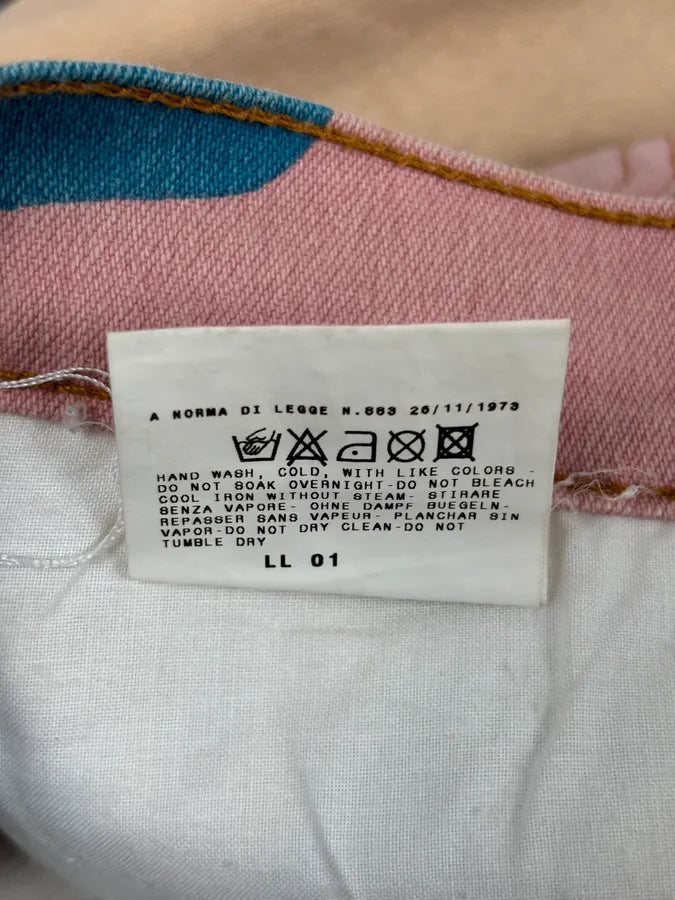 A NORMA DI LEGGE N.883 26/11/1973
HAND WASH, COLD, WITH LIKE COLORS -
DO NOT SOAK OVERNIGHT-DO NOT BLEACH
COOL IRON WITHOUT STEAM- STIRARE
SENZA VAPORE- OHNE DAMPF BUEGELN-
REPASSER SANS VAPEUR- PLANCHAR SIN
VAPOR-DO NOT DRY CLEAN-DO NOT
TUMBLE DRY
LL 01